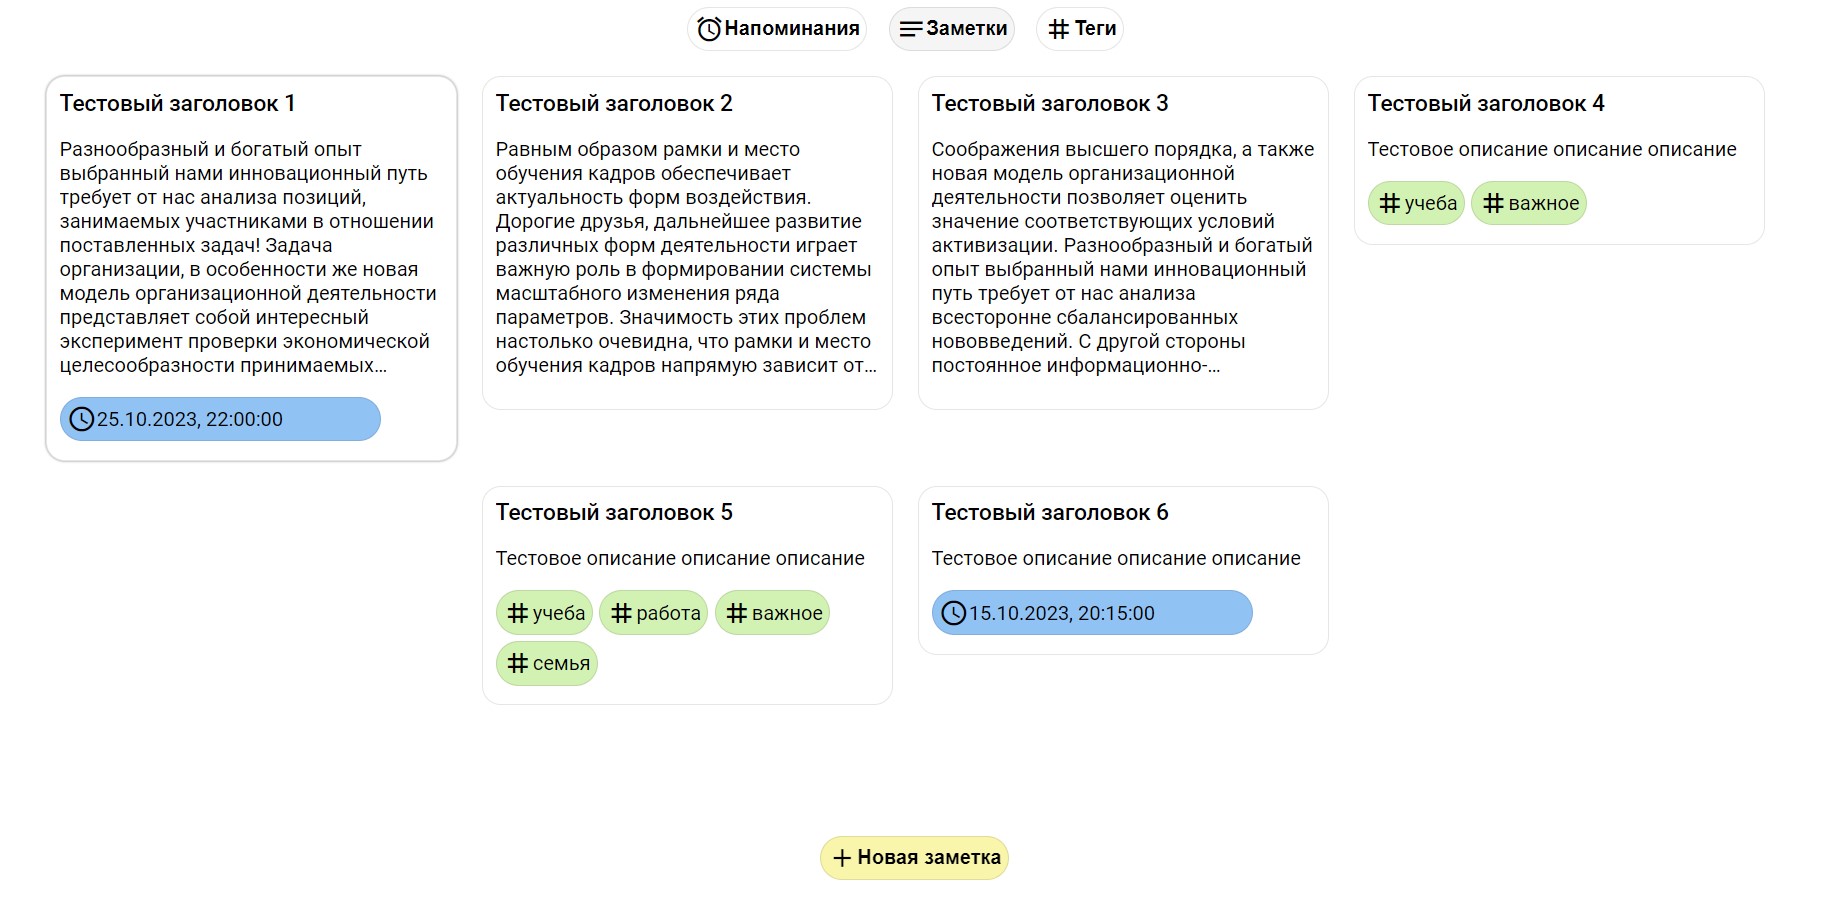 Напоминания
Заметки
Теги
Тестовый заголовок 1
Разнообразный и богатый опыт
выбранный нами инновационный путь
требует от нас анализа позиций,
занимаемых участниками в отношении
поставленных задач! Задача
организации, в особенности же новая
модель организационной деятельности
представляет собой интересный
эксперимент проверки экономической
целесообразности принимаемых…
25.10.2023, 22:00:00
Тестовый заголовок 2
Равным образом рамки и место
обучения кадров обеспечивает
актуальность форм воздействия.
Дорогие друзья, дальнейшее развитие
различных форм деятельности играет
важную роль в формировании системы
масштабного изменения ряда
параметров. Значимость этих проблем
настолько очевидна, что рамки и место
обучения кадров напрямую зависит от…
Тестовый заголовок 3
Соображения высшего порядка, а также
новая модель организационной
деятельности позволяет оценить
значение соответствующих условий
активизации. Разнообразный и богатый
опыт выбранный нами инновационный
путь требует от нас анализа
всесторонне сбалансированных
нововведений. С другой стороны
постоянное информационно-…
Тестовый заголовок 4
Тестовое описание описание описание
# учеба # важное
Тестовый заголовок 5
Тестовое описание описание описание
# учеба # работа # важное
# семья
Тестовый заголовок 6
Тестовое описание описание описание
15.10.2023, 20:15:00
+ Новая заметка